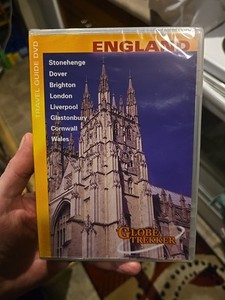 ENGLAND
TRAVEL GUIDE DVD
Stonehenge
Dover
Brighton
London
Liverpool
Glastonbury
Cornwall
Wales
GLOBE
TREKKER